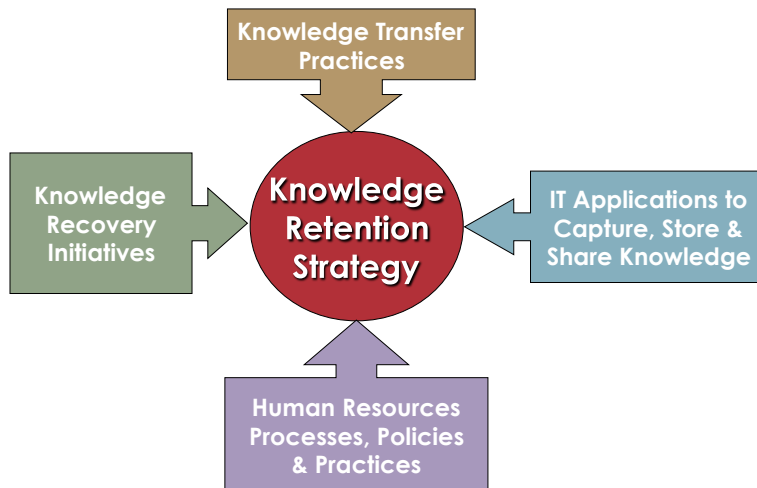 Knowledge Transfer
Practices
Knowledge
Recovery
Initiatives
Knowledge
Retention
Strategy
IT Applications to
Capture, Store &
Share Knowledge
Human Resources
Processes, Policies
& Practices